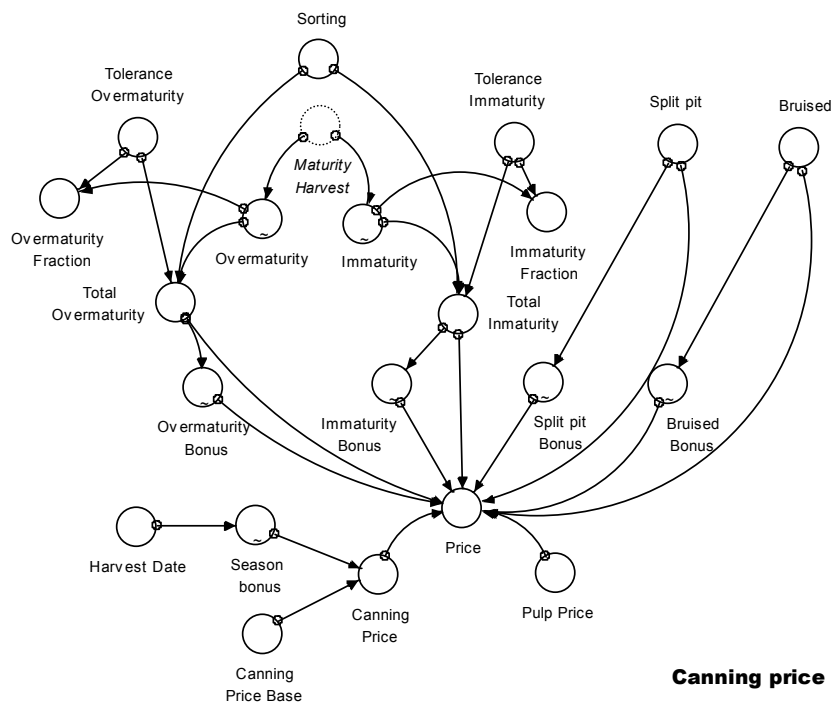 Sorting
Tolerance
Overmaturity
Tolerance
Immaturity
Split pit
Bruised
Maturity
Harvest
Overmaturity
Fraction
Overmaturity
Immaturity
Immaturity
Fraction
Total
Overmaturity
Total
Inmaturity
Overmaturity
Bonus
Immaturity
Bonus
Split pit
Bonus
Bruised
Bonus
Harvest Date
Season
bonus
Price
Canning
Price
Pulp Price
Canning
Price Base
Canning price